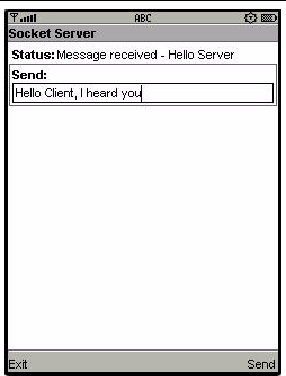 ABC
Socket Server
Status: Message received - Hello Server
Send:
Hello Client, I heard you
Exit Send